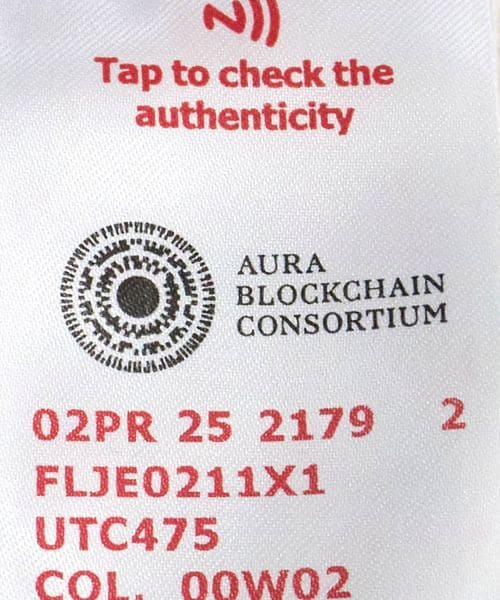 Tap to check the
authenticity
AURA
BLOCKCHAIN
CONSORTIUM
02PR 25 2179 2
FLJE0211X1
UTC475
COL. 00W02